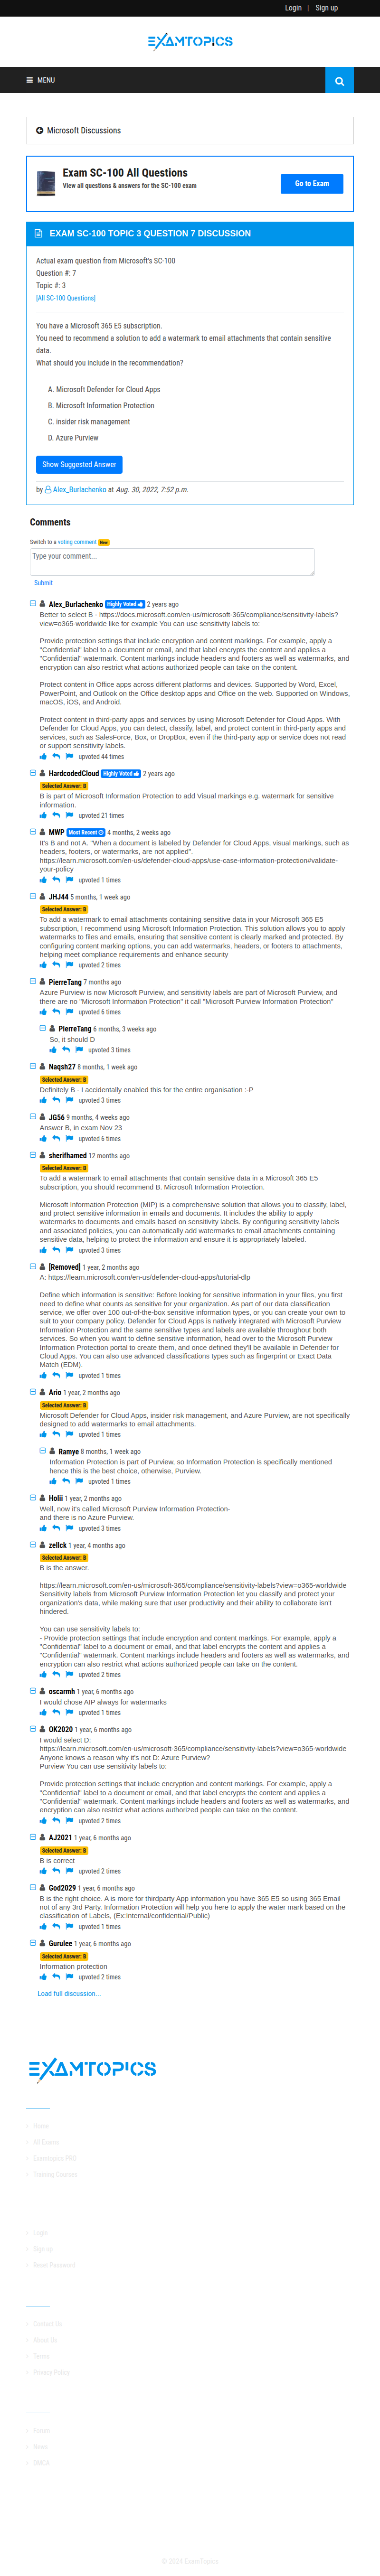 Login | Sign up
EXAMTOPICS
MENU
Microsoft Discussions
Exam SC-100 All Questions
View all questions & answers for the SC-100 exam
Go to Exam
EXAM SC-100 TOPIC 3 QUESTION 7 DISCUSSION
Actual exam question from Microsoft's SC-100
Question #: 7
Topic #: 3
[All SC-100 Questions]
You have a Microsoft 365 E5 subscription.
You need to recommend a solution to add a watermark to email attachments that contain sensitive
data.
What should you include in the recommendation?
A. Microsoft Defender for Cloud Apps
B. Microsoft Information Protection
C. insider risk management
D. Azure Purview
Show Suggested Answer
by Alex_Burlachenko at Aug. 30, 2022, 7:52 p.m.
Comments
Switch to a voting comment New
Type your comment...
Submit
Alex_Burlachenko Highly Voted 2 years ago
Better to select B - https://docs.microsoft.com/en-us/microsoft-365/compliance/sensitivity-labels?
view=o365-worldwide like for example You can use sensitivity labels to:
Provide protection settings that include encryption and content markings. For example, apply a
"Confidential" label to a document or email, and that label encrypts the content and applies a
"Confidential" watermark. Content markings include headers and footers as well as watermarks, and
encryption can also restrict what actions authorized people can take on the content.
Protect content in Office apps across different platforms and devices. Supported by Word, Excel,
PowerPoint, and Outlook on the Office desktop apps and Office on the web. Supported on Windows,
macOS, iOS, and Android.
Protect content in third-party apps and services by using Microsoft Defender for Cloud Apps. With
Defender for Cloud Apps, you can detect, classify, label, and protect content in third-party apps and
services, such as SalesForce, Box, or DropBox, even if the third-party app or service does not read
or support sensitivity labels.
upvoted 44 times
HardcodedCloud Highly Voted 2 years ago
Selected Answer: B
B is part of Microsoft Information Protection to add Visual markings e.g. watermark for sensitive
information.
upvoted 21 times
MWP Most Recent 4 months, 2 weeks ago
It's B and not A. "When a document is labeled by Defender for Cloud Apps, visual markings, such as
headers, footers, or watermarks, are not applied".
https://learn.microsoft.com/en-us/defender-cloud-apps/use-case-information-protection#validate-
your-policy
upvoted 1 times
JHJ44 5 months, 1 week ago
Selected Answer: B
To add a watermark to email attachments containing sensitive data in your Microsoft 365 E5
subscription, I recommend using Microsoft Information Protection. This solution allows you to apply
watermarks to files and emails, ensuring that sensitive content is clearly marked and protected. By
configuring content marking options, you can add watermarks, headers, or footers to attachments,
helping meet compliance requirements and enhance security
upvoted 2 times
PierreTang 7 months ago
Azure Purview is now Microsoft Purview, and sensitivity labels are part of Microsoft Purview, and
there are no "Microsoft Information Protection" it call "Microsoft Purview Information Protection"
upvoted 6 times
PierreTang 6 months, 3 weeks ago
So, it should D
upvoted 3 times
Naqsh27 8 months, 1 week ago
Selected Answer: B
Definitely B - I accidentally enabled this for the entire organisation :-P
upvoted 3 times
JG56 9 months, 4 weeks ago
Answer B, in exam Nov 23
upvoted 6 times
sherifhamed 12 months ago
Selected Answer: B
To add a watermark to email attachments that contain sensitive data in a Microsoft 365 E5
subscription, you should recommend B. Microsoft Information Protection.
Microsoft Information Protection (MIP) is a comprehensive solution that allows you to classify, label,
and protect sensitive information in emails and documents. It includes the ability to apply
watermarks to documents and emails based on sensitivity labels. By configuring sensitivity labels
and associated policies, you can automatically add watermarks to email attachments containing
sensitive data, helping to protect the information and ensure it is appropriately labeled.
upvoted 3 times
[Removed] 1 year, 2 months ago
A: https://learn.microsoft.com/en-us/defender-cloud-apps/tutorial-dlp
Define which information is sensitive: Before looking for sensitive information in your files, you first
need to define what counts as sensitive for your organization. As part of our data classification
service, we offer over 100 out-of-the-box sensitive information types, or you can create your own to
suit to your company policy. Defender for Cloud Apps is natively integrated with Microsoft Purview
Information Protection and the same sensitive types and labels are available throughout both
services. So when you want to define sensitive information, head over to the Microsoft Purview
Information Protection portal to create them, and once defined they'll be available in Defender for
Cloud Apps. You can also use advanced classifications types such as fingerprint or Exact Data
Match (EDM).
upvoted 1 times
Ario 1 year, 2 months ago
Selected Answer: B
Microsoft Defender for Cloud Apps, insider risk management, and Azure Purview, are not specifically
designed to add watermarks to email attachments.
upvoted 1 times
Ramye 8 months, 1 week ago
Information Protection is part of Purview, so Information Protection is specifically mentioned
hence this is the best choice, otherwise, Purview.
upvoted 1 times
Holii 1 year, 2 months ago
Well, now it's called Microsoft Purview Information Protection-
and there is no Azure Purview.
upvoted 3 times
zellck 1 year, 4 months ago
Selected Answer: B
B is the answer.
https://learn.microsoft.com/en-us/microsoft-365/compliance/sensitivity-labels?view=o365-worldwide
Sensitivity labels from Microsoft Purview Information Protection let you classify and protect your
organization's data, while making sure that user productivity and their ability to collaborate isn't
hindered.
You can use sensitivity labels to:
- Provide protection settings that include encryption and content markings. For example, apply a
"Confidential" label to a document or email, and that label encrypts the content and applies a
"Confidential" watermark. Content markings include headers and footers as well as watermarks, and
encryption can also restrict what actions authorized people can take on the content.
upvoted 2 times
oscarmh 1 year, 6 months ago
I would chose AIP always for watermarks
upvoted 1 times
OK2020 1 year, 6 months ago
I would select D:
https://learn.microsoft.com/en-us/microsoft-365/compliance/sensitivity-labels?view=o365-worldwide
Anyone knows a reason why it's not D: Azure Purview?
Purview You can use sensitivity labels to:
Provide protection settings that include encryption and content markings. For example, apply a
"Confidential" label to a document or email, and that label encrypts the content and applies a
"Confidential" watermark. Content markings include headers and footers as well as watermarks, and
encryption can also restrict what actions authorized people can take on the content.
upvoted 2 times
AJ2021 1 year, 6 months ago
Selected Answer: B
B is correct
upvoted 2 times
God2029 1 year, 6 months ago
B is the right choice. A is more for thirdparty App information you have 365 E5 so using 365 Email
not of any 3rd Party. Information Protection will help you here to apply the water mark based on the
classification of Labels, (Ex:Internal/confidential/Public)
upvoted 1 times
Gurulee 1 year, 6 months ago
Selected Answer: B
Information protection
upvoted 2 times
Load full discussion...
EXAMTOPICS
Home
All Exams
Examtopics PRO
Training Courses
Login
Sign up
Reset Password
Contact Us
About Us
Terms
Privacy Policy
Forum
News
DMCA
© 2024 ExamTopics